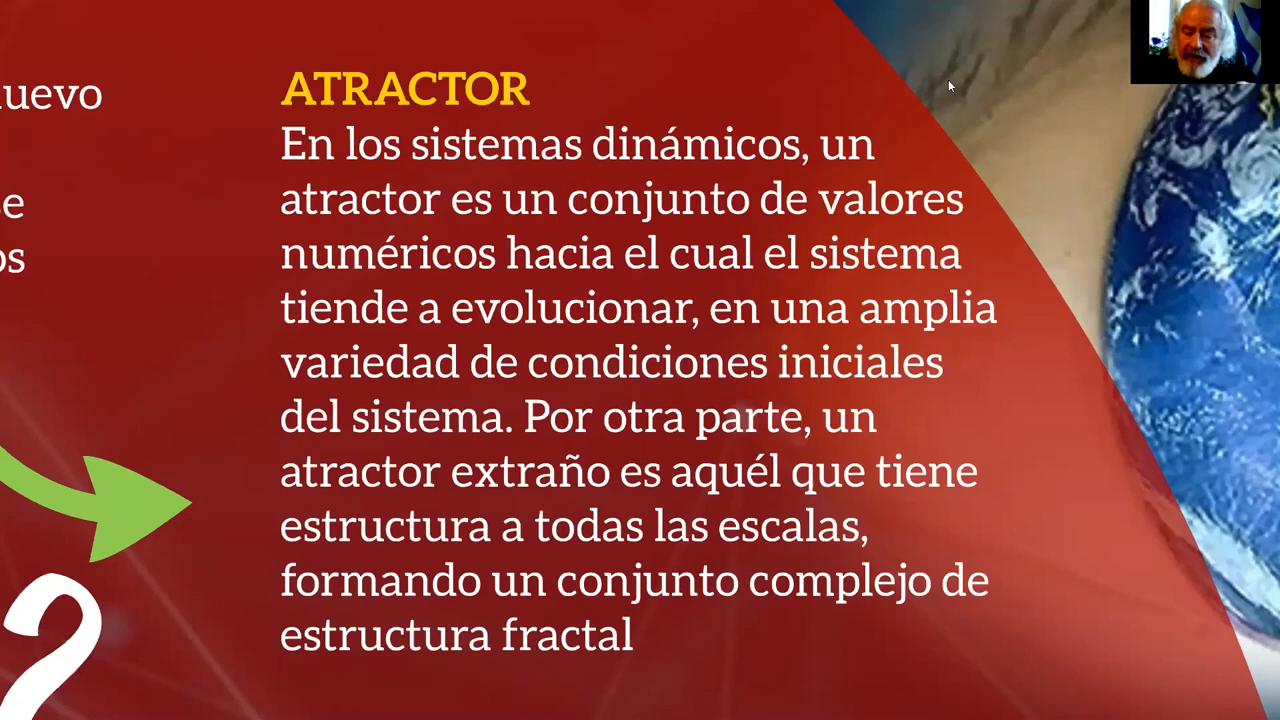 ATRACTOR
En los sistemas dinámicos, un
atractor es un conjunto de valores
numéricos hacia el cual el sistema
tiende a evolucionar, en una amplia
variedad de condiciones iniciales
del sistema. Por otra parte, un
atractor extraño es aquél que tiene
estructura a todas las escalas,
formando un conjunto complejo de
estructura fractal
2